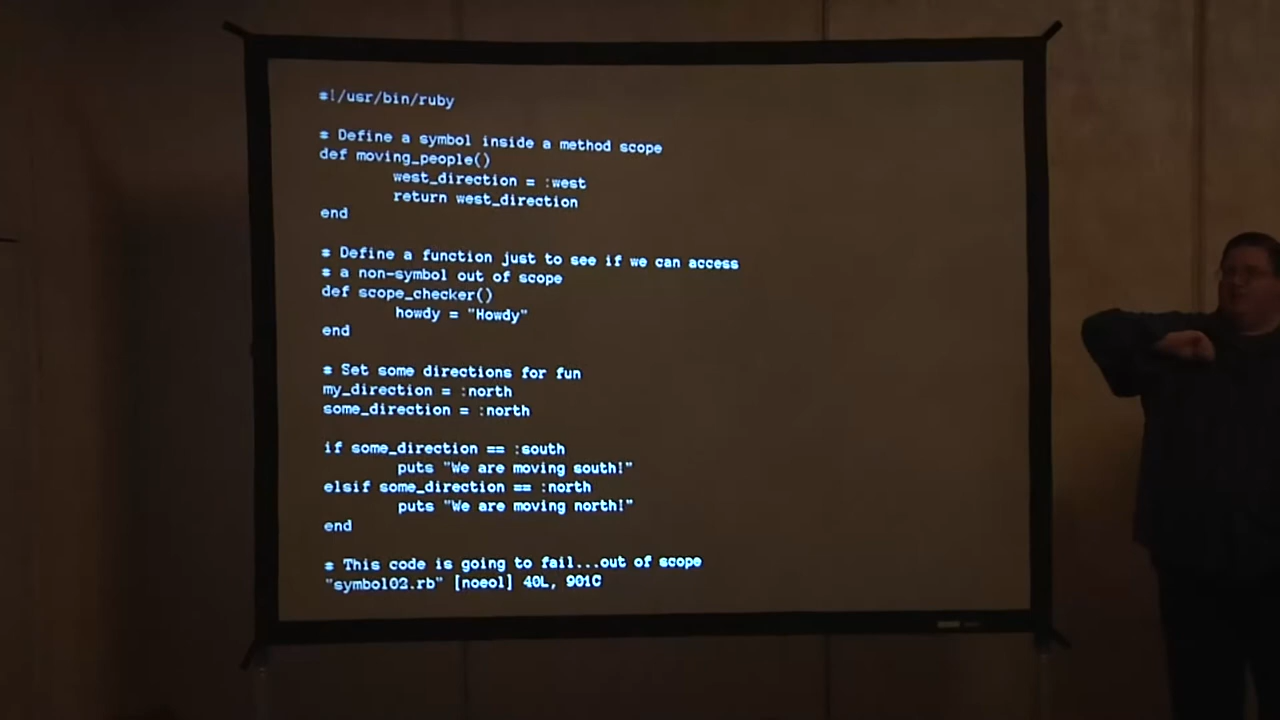 #!/usr/bin/ruby
# Define a symbol inside a method scope
def moving_people()
west_direction = :west
return west_direction
end
# Define a function just to see if we can access
# a non-symbol out of scope
def scope_checker()
howdy = "Howdy"
end
# Set some directions for fun
my_direction = :north
some_direction = :north
if some_direction == :south
puts "We are moving south!"
elsif some_direction == :north
puts "We are moving north!"
end
# This code is going to fail...out of scope
"symbol03.rb" [noeol] 40L, 901C